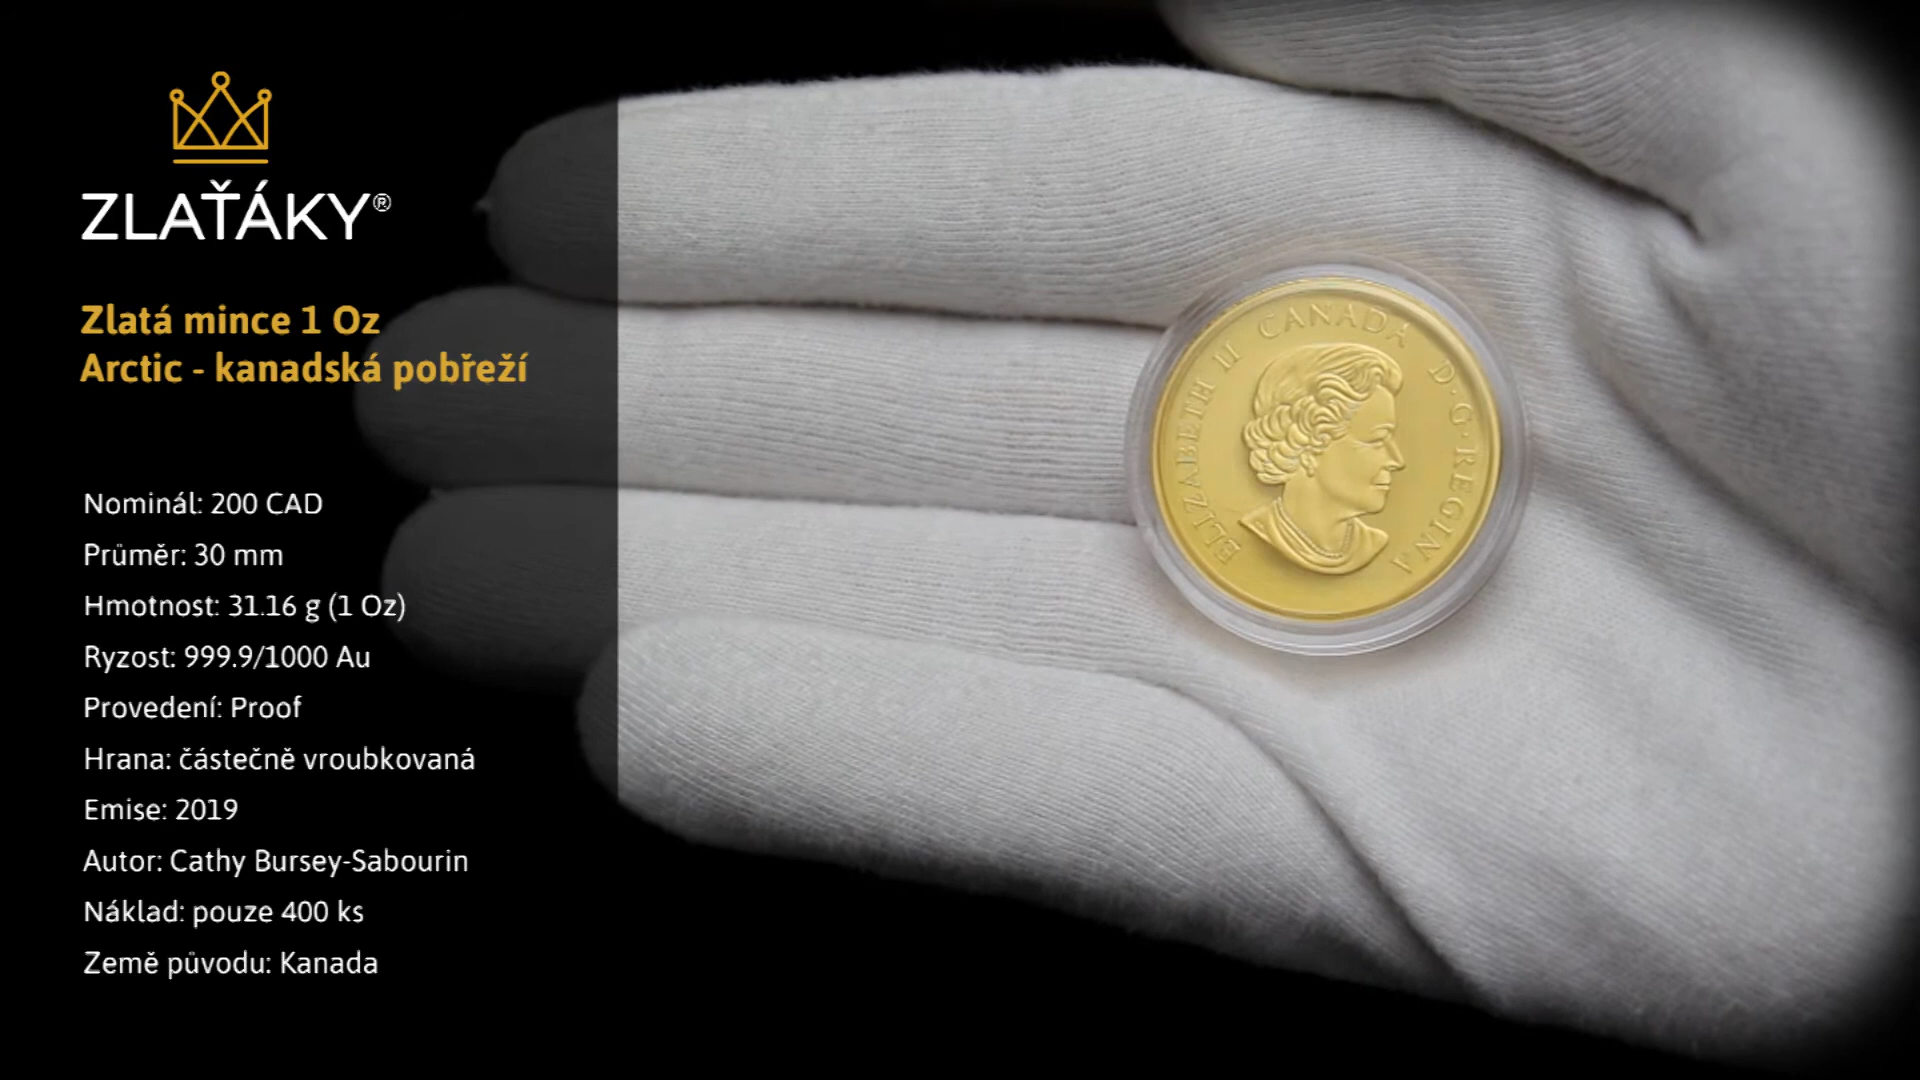 ZLAŤÁKY®
Zlatá mince 1 Oz
Arctic - kanadská pobřeží
Nominál: 200 CAD
Průměr: 30 mm
Hmotnost: 31.16 g (1 Oz)
Ryzost: 999.9/1000 Au
Provedení: Proof
Hrana: částečně vroubkovaná
Emise: 2019
Autor: Cathy Bursey-Sabourin
Náklad: pouze 400 ks
Země původu: Kanada
ELIZABETH II CANADA D·G·REGINA